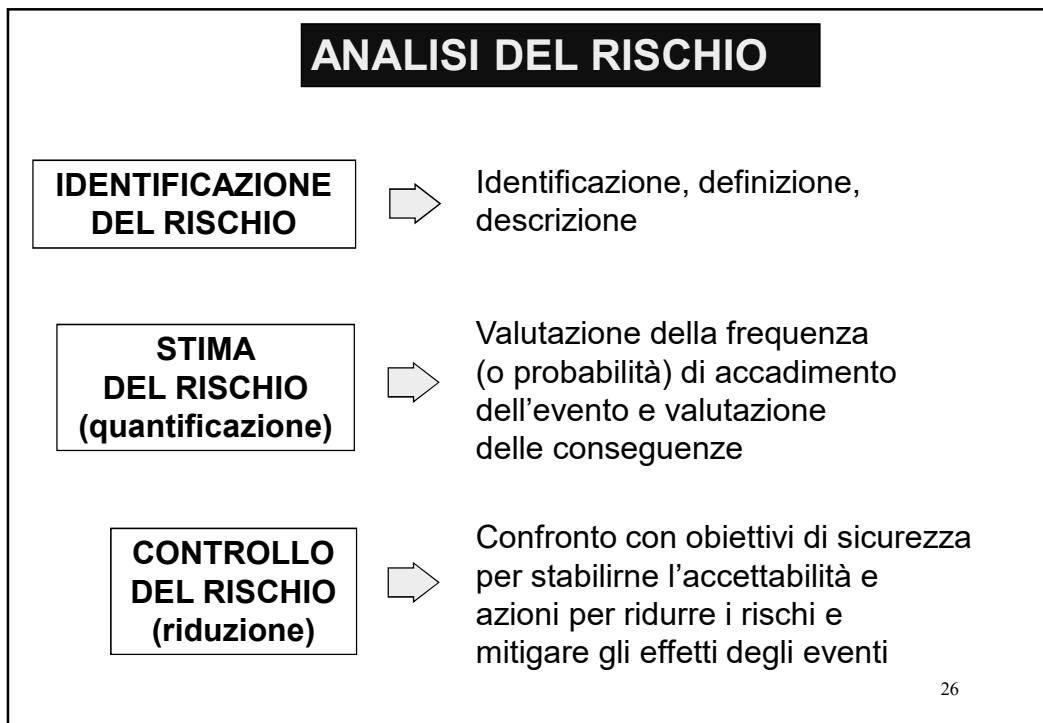 ANALISI DEL RISCHIO
IDENTIFICAZIONE
DEL RISCHIO
Identificazione, definizione,
descrizione
STIMA
DEL RISCHIO
(quantificazione)
Valutazione della frequenza
(o probabilità) di accadimento
dell'evento e valutazione
delle conseguenze
CONTROLLO
DEL RISCHIO
(riduzione)
Confronto con obiettivi di sicurezza
per stabilirne l'accettabilità e
azioni per ridurre i rischi e
mitigare gli effetti degli eventi
26